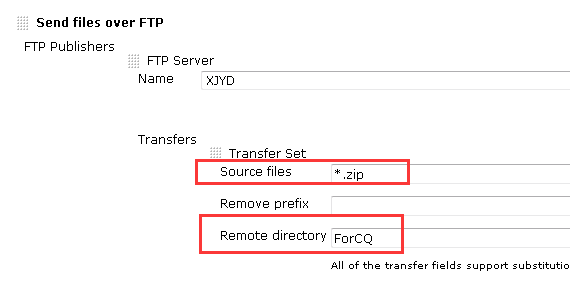 Send files over FTP
FTP Publishers
FTP Server
Name XJYD
Transfers
Transfer Set
Source files *.zip
Remove prefix
Remote directory ForCQ
All of the transfer fields support substitutio